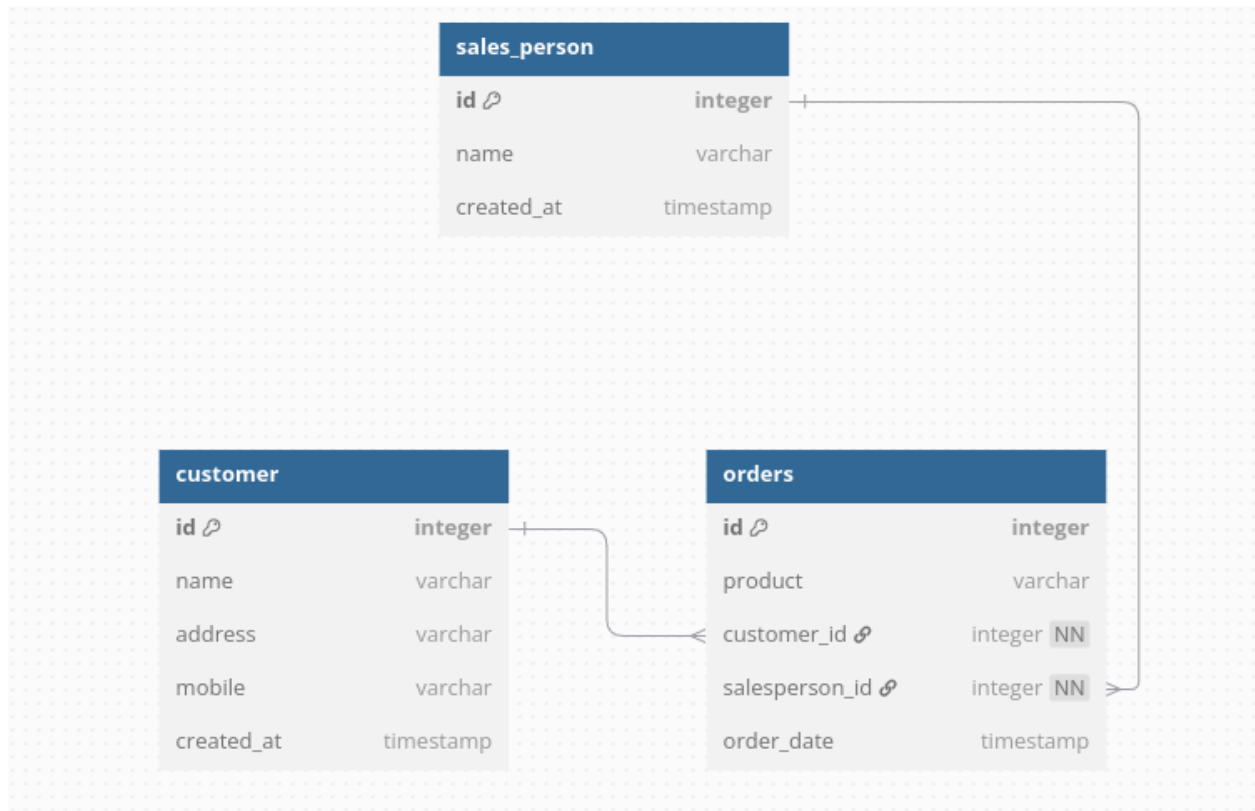 sales_person
id integer
name varchar
created_at timestamp
customer
id integer
name varchar
address varchar
mobile varchar
created_at timestamp
orders
id integer
product varchar
customer_id integer NN
salesperson_id integer NN
order_date timestamp